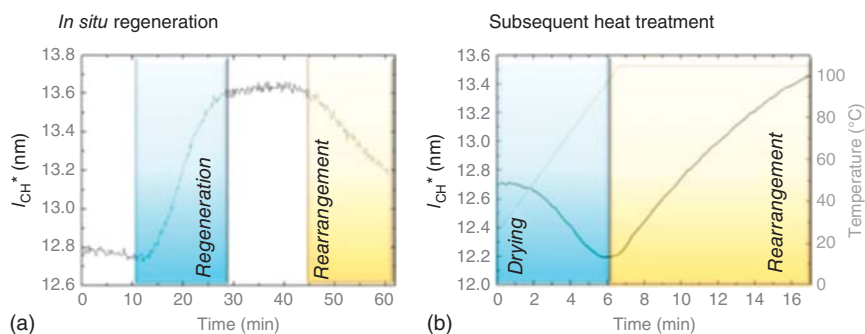 In situ regeneration
13.8
13.6
13.4
13.2
13.0
12.8
12.6
I_CH* (nm)
0 10 20 30 40 50 60
Time (min)
Regeneration
Rearrangement
(a)
Subsequent heat treatment
13.6
13.4
13.2
13.0
12.8
12.6
12.4
12.2
12.0
I_CH* (nm)
0 2 4 6 8 10 12 14 16
Time (min)
Drying
Rearrangement
100
80
60
40
20
0
Temperature (°C)
(b)